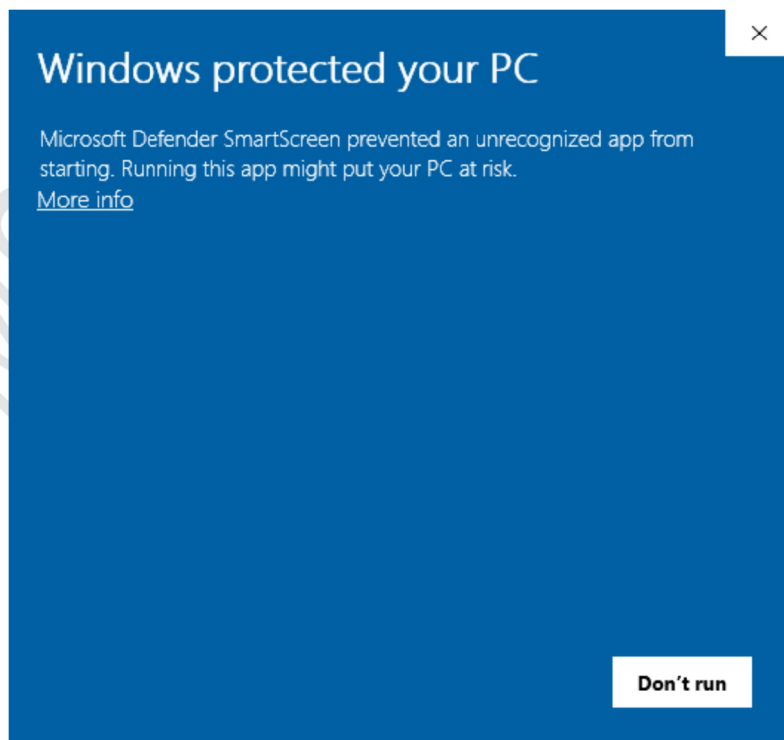 Windows protected your PC
Microsoft Defender SmartScreen prevented an unrecognized app from
starting. Running this app might put your PC at risk.
More info
Don't run